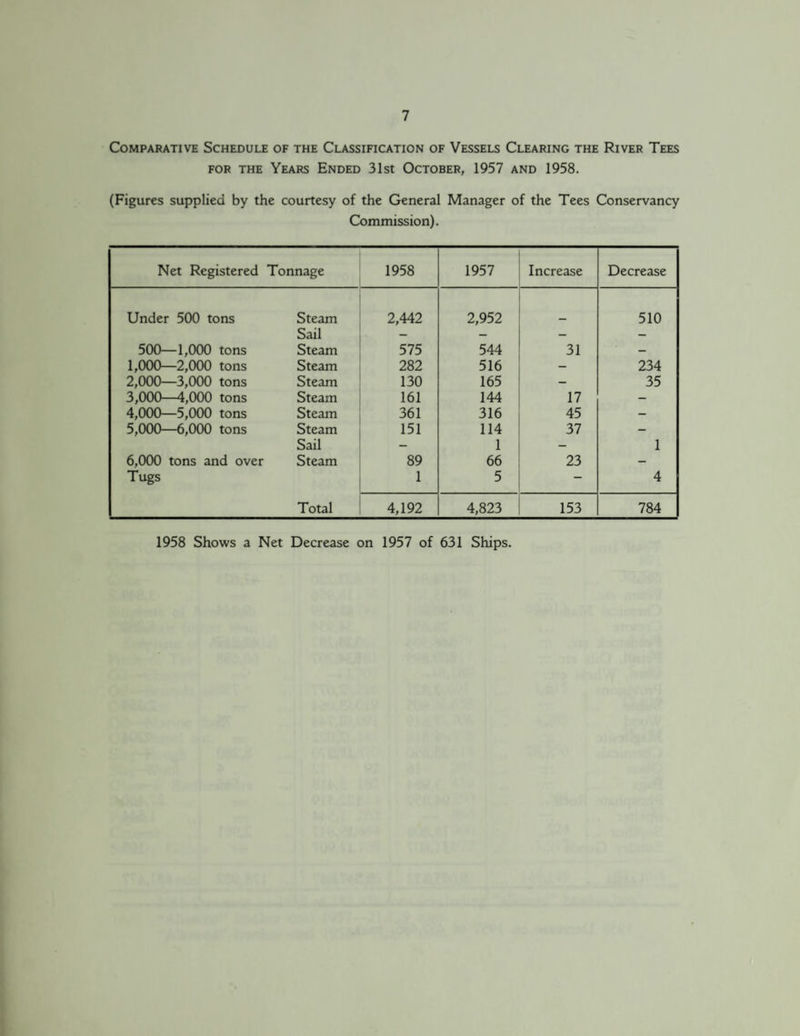 7
Comparative Schedule of the Classification of Vessels Clearing the River Tees
for the Years Ended 31st October, 1957 and 1958.
(Figures supplied by the courtesy of the General Manager of the Tees Conservancy
Commission).
Net Registered Tonnage 1958 1957 Increase Decrease
Under 500 tons Steam 2,442 2,952 – 510
Sail – – – –
500—1,000 tons Steam 575 544 31 –
1,000—2,000 tons Steam 282 516 – 234
2,000—3,000 tons Steam 130 165 – 35
3,000—4,000 tons Steam 161 144 17 –
4,000—5,000 tons Steam 361 316 45 –
5,000—6,000 tons Steam 151 114 37 –
Sail – 1 – 1
6,000 tons and over Steam 89 66 23 –
Tugs 1 5 – 4
Total 4,192 4,823 153 784
1958 Shows a Net Decrease on 1957 of 631 Ships.